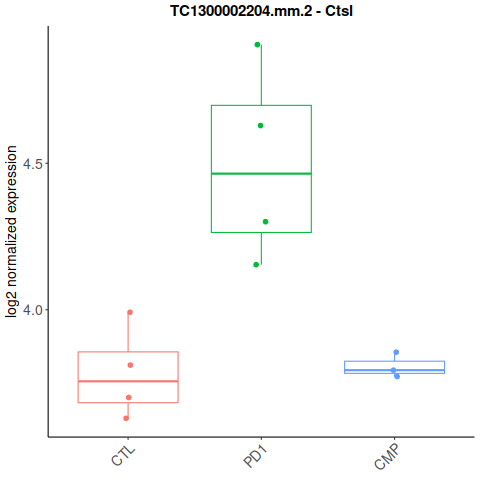 TC1300002204.mm.2 - Ctsl
log2 normalized expression
4.5
4.0
CTL
PD1
CMP